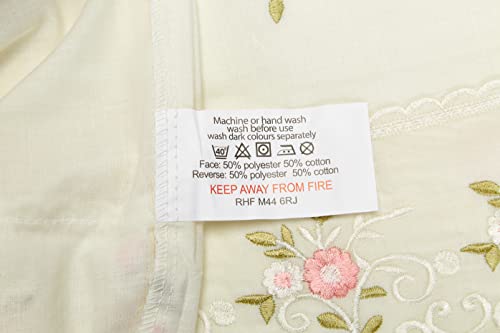 Machine or hand wash
wash before use
wash dark colours separately
40°
Face: 50% polyester 50% cotton
Reverse: 50% polyester 50% cotton
KEEP AWAY FROM FIRE
RHF M44 6RJ